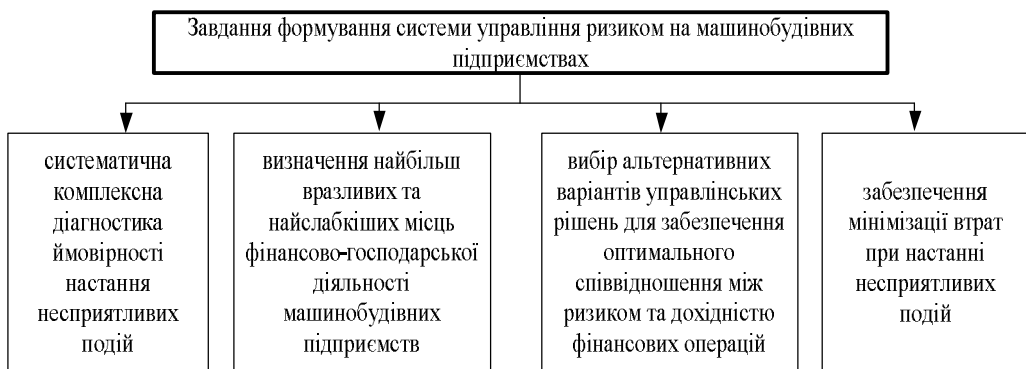 Завдання формування системи управління ризиком на машинобудівних
підприємствах
систематична
комплексна
діагностика
ймовірності
настання
несприятливих
подій
визначення найбільш
вразливих та
найслабкіших місць
фінансово-господарської
діяльності
машинобудівних
підприємств
вибір альтернативних
варіантів управлінських
рішень для забезпечення
оптимального
співвідношення між
ризиком та дохідністю
фінансових операцій
забезпечення
мінімізації втрат
при настанні
несприятливих
подій